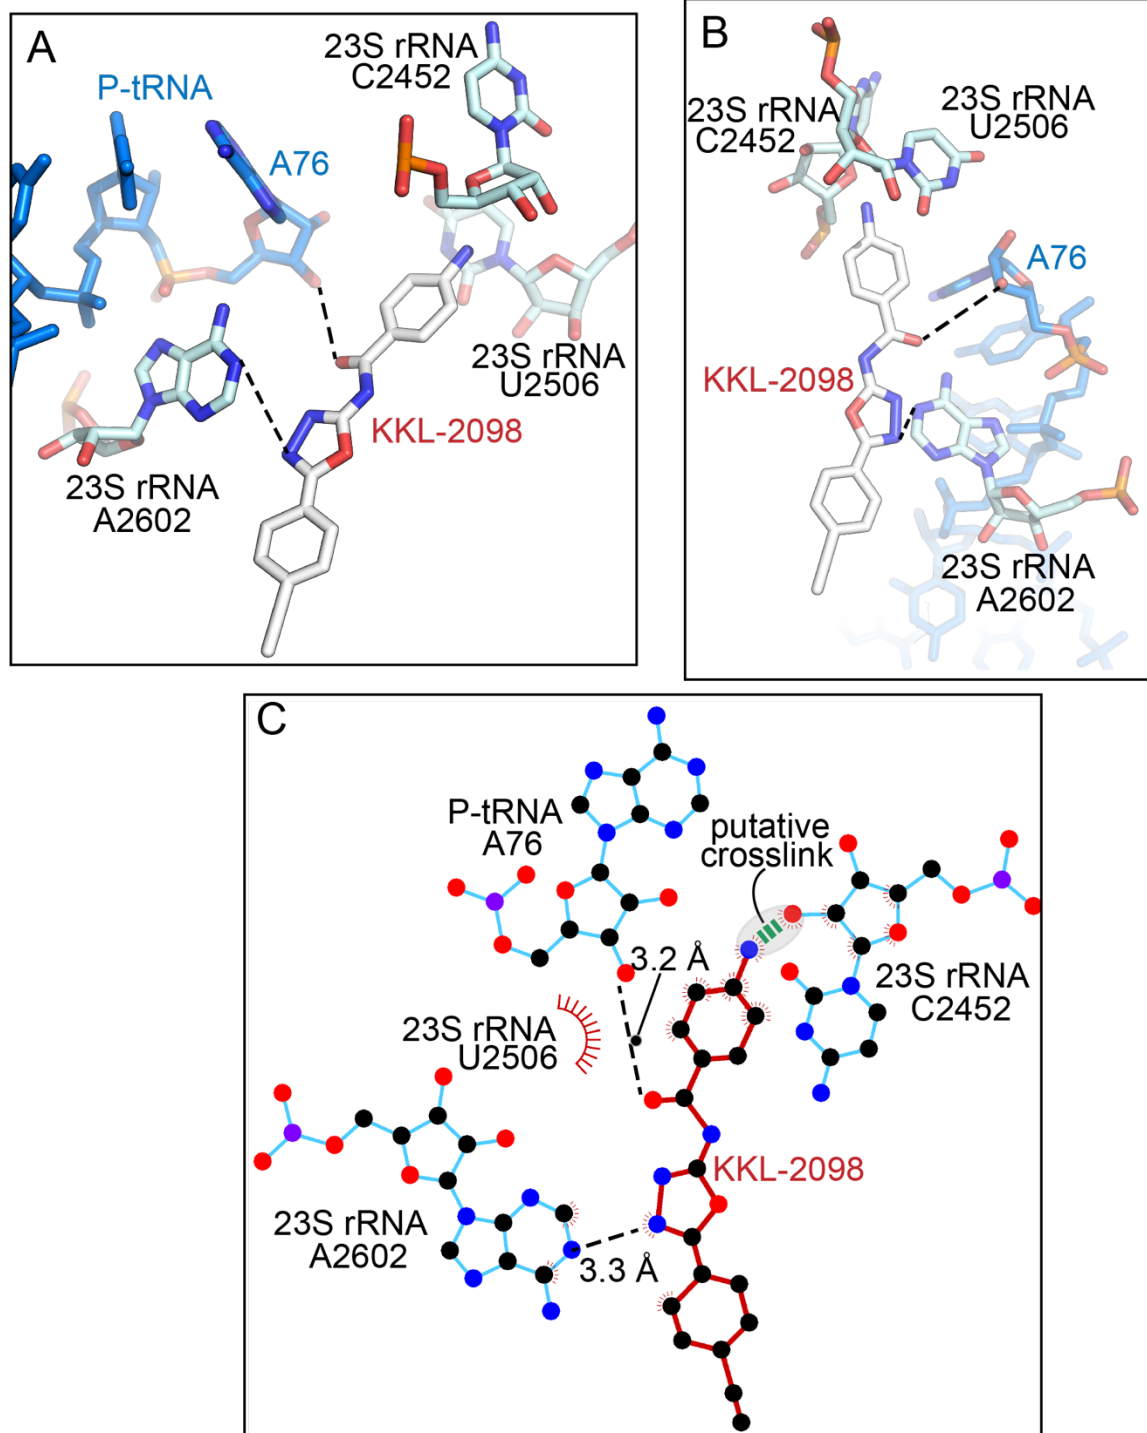 A
23S rRNA
C2452
P-tRNA
A76
23S rRNA
U2506
KKL-2098
23S rRNA
A2602
B
23S rRNA
C2452
23S rRNA
U2506
A76
KKL-2098
23S rRNA
A2602
C
P-tRNA
A76
putative
crosslink
3.2 Å
23S rRNA
C2452
23S rRNA
U2506
KKL-2098
23S rRNA
A2602
3.3 Å